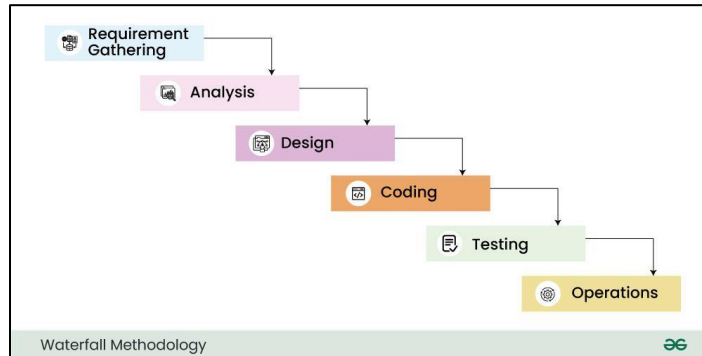 Requirement
Gathering
Analysis
Design
Coding
Testing
Operations
Waterfall Methodology